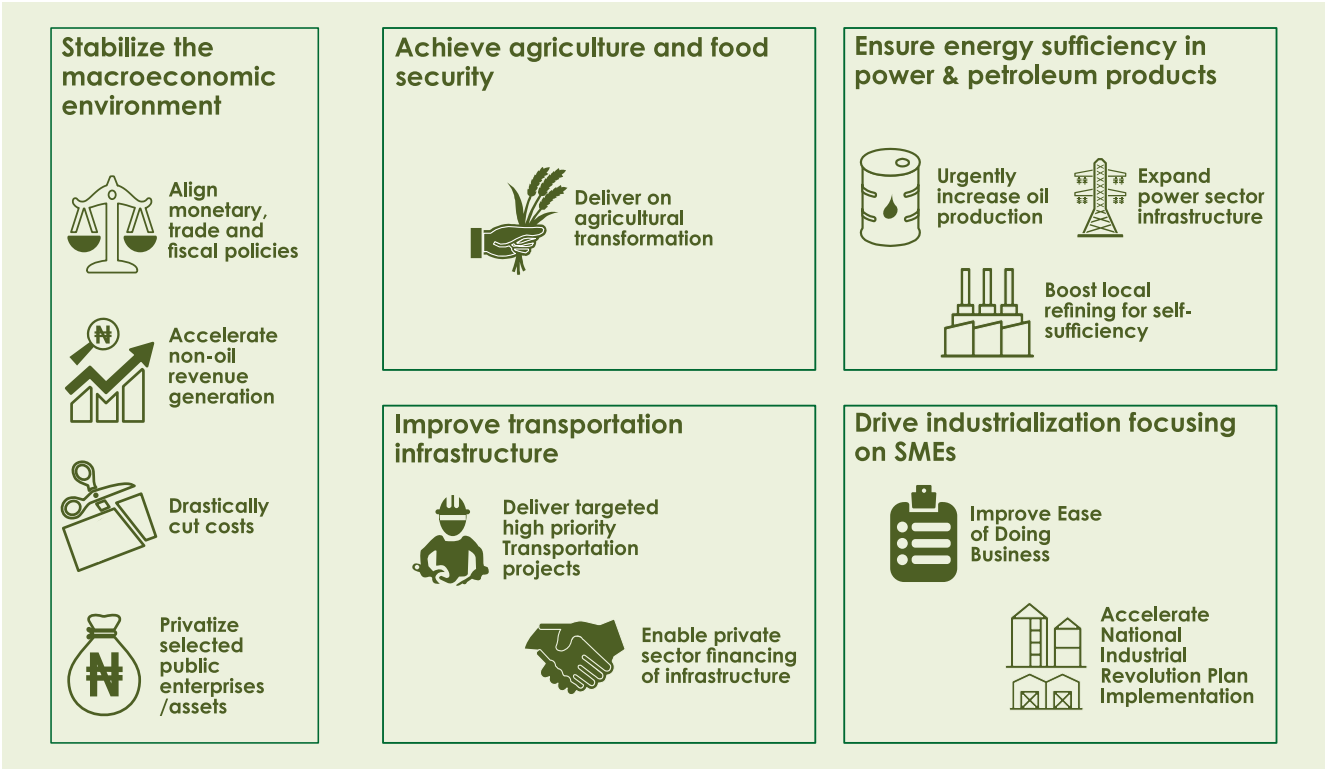 Stabilize the
macroeconomic
environment
Align
monetary,
trade and
fiscal policies
₦
Accelerate
non-oil
revenue
generation
Drastically
cut costs
₦
Privatize
selected
public
enterprises
/assets
Achieve agriculture and food
security
Deliver on
agricultural
transformation
Ensure energy sufficiency in
power & petroleum products
Urgently
increase oil
production
Expand
power sector
infrastructure
Boost local
refining for self-
sufficiency
Improve transportation
infrastructure
Deliver targeted
high priority
Transportation
projects
Enable private
sector financing
of infrastructure
Drive industrialization focusing
on SMEs
Improve Ease
of Doing
Business
Accelerate
National
Industrial
Revolution Plan
Implementation